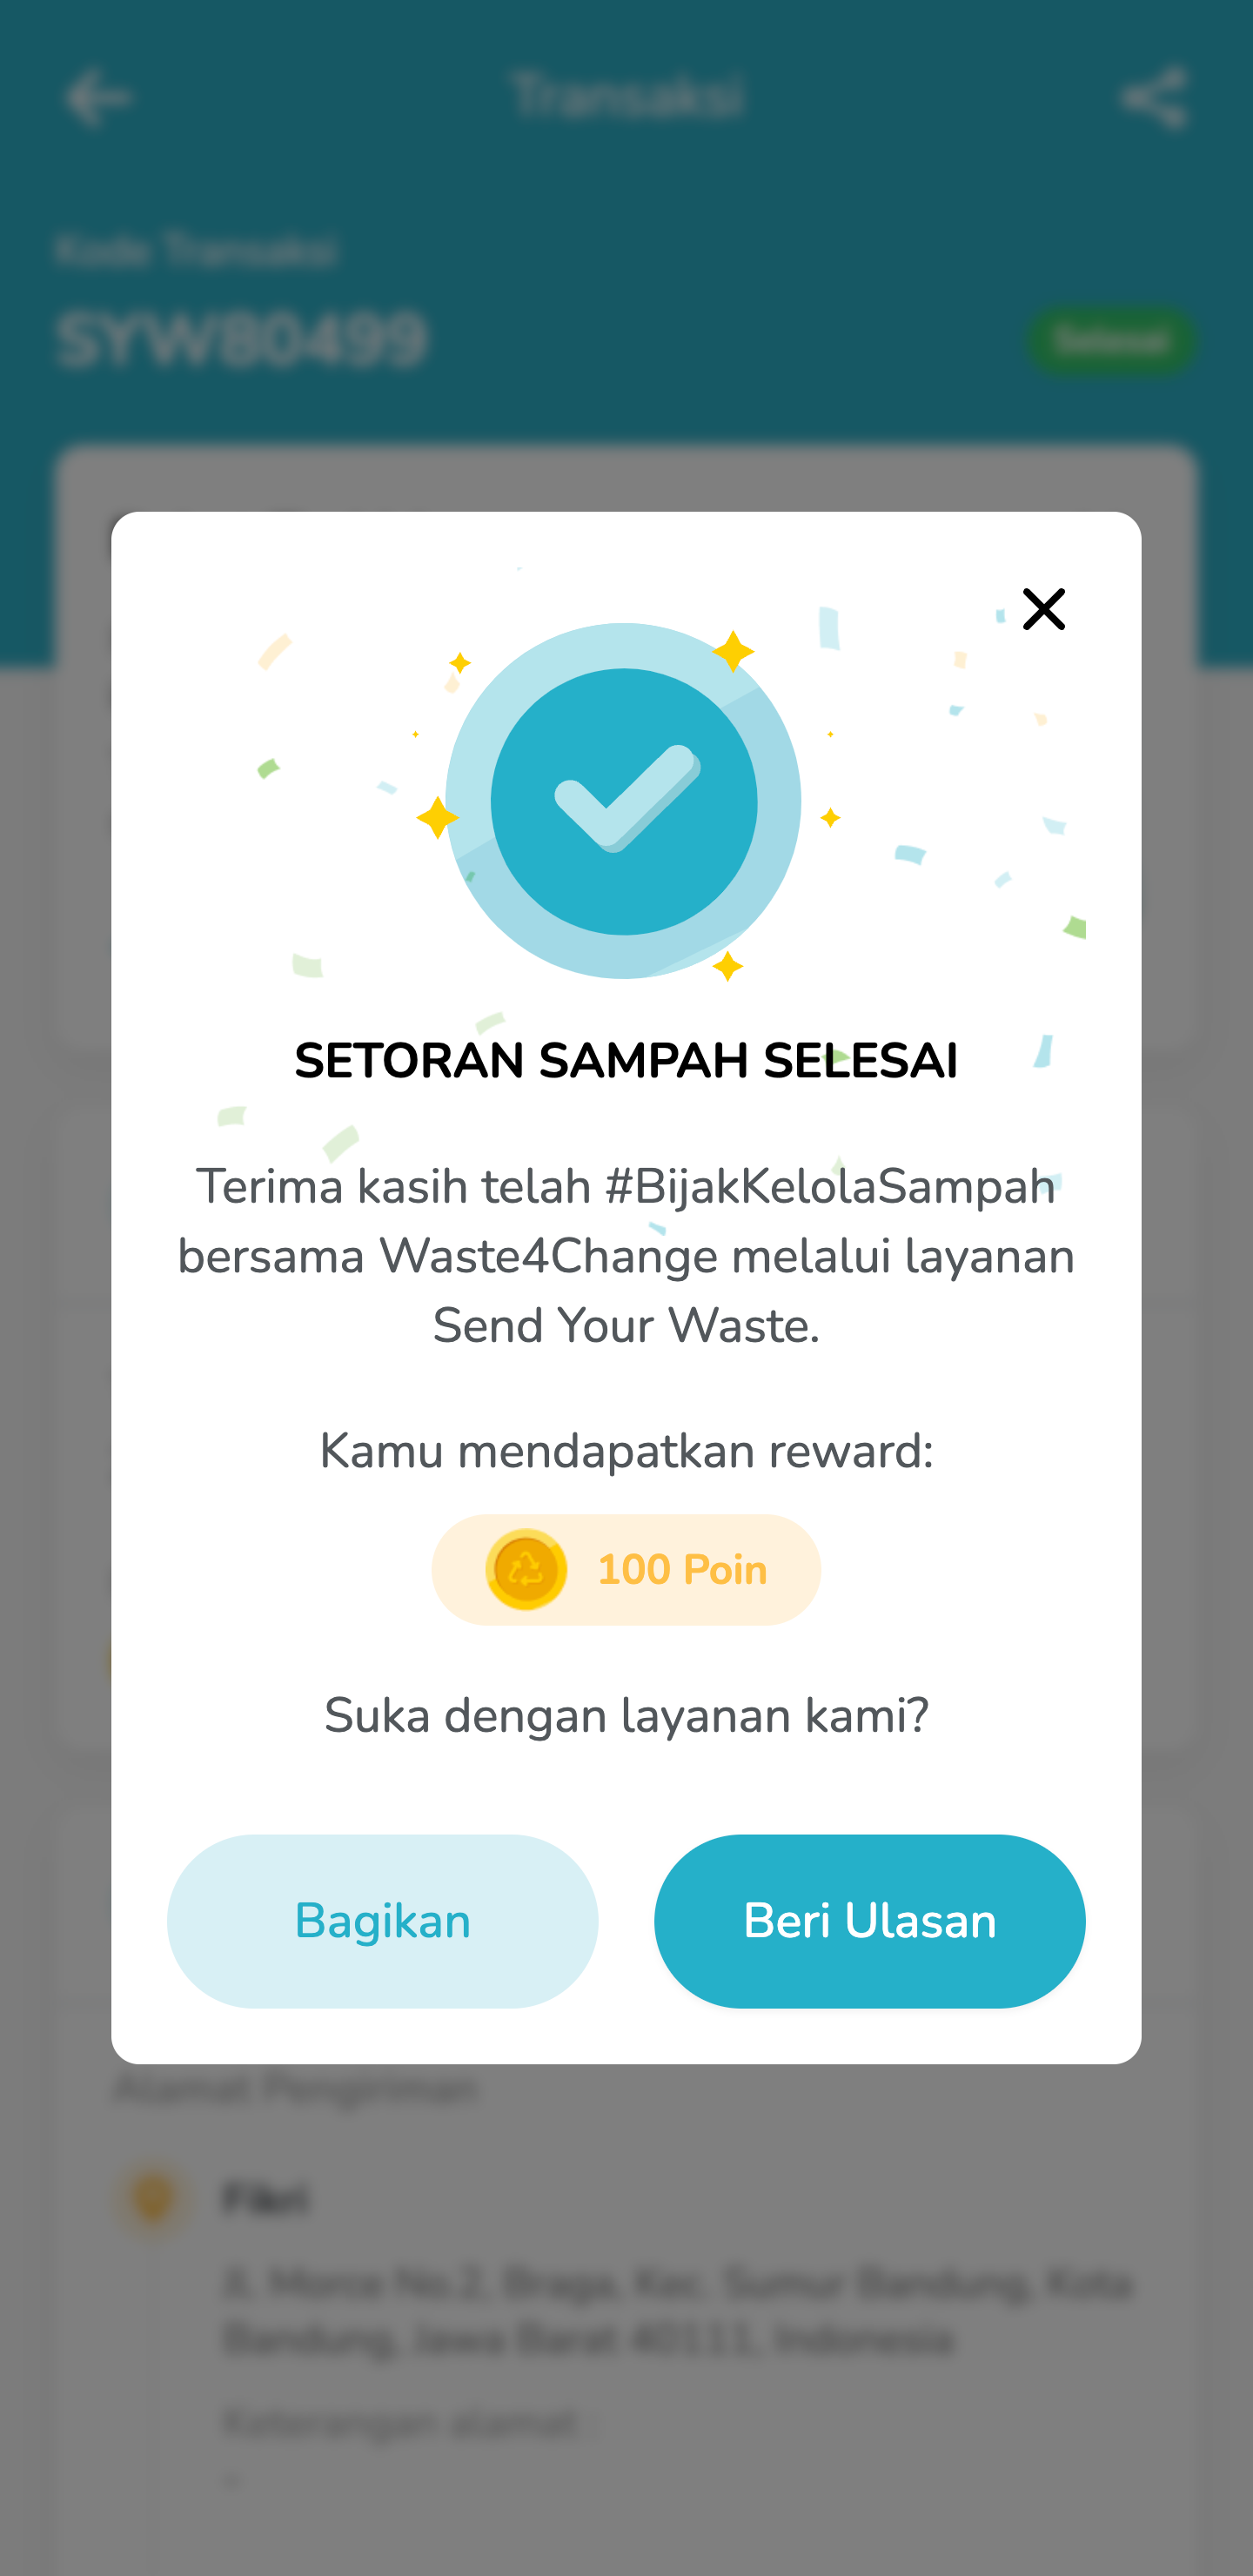 Transaksi
Kode Transaksi
SYW80499
Selesai
SETORAN SAMPAH SELESAI
Terima kasih telah #BijakKelolaSampah
bersama Waste4Change melalui layanan
Send Your Waste.
Kamu mendapatkan reward:
100 Poin
Suka dengan layanan kami?
Bagikan
Beri Ulasan
Alamat Pengiriman
Fikri
Jl. No.2, Braga, Kec. Sumur Bandung, Kota
Bandung, Jawa Barat 40111, Indonesia
Keterangan alamat :
-